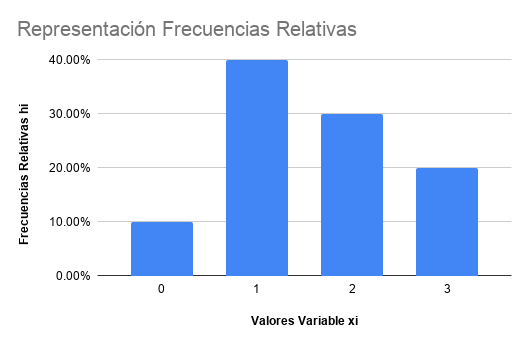 Representación Frecuencias Relativas
Frecuencias Relativas hi
40.00%
30.00%
20.00%
10.00%
0.00%
0 1 2 3
Valores Variable xi